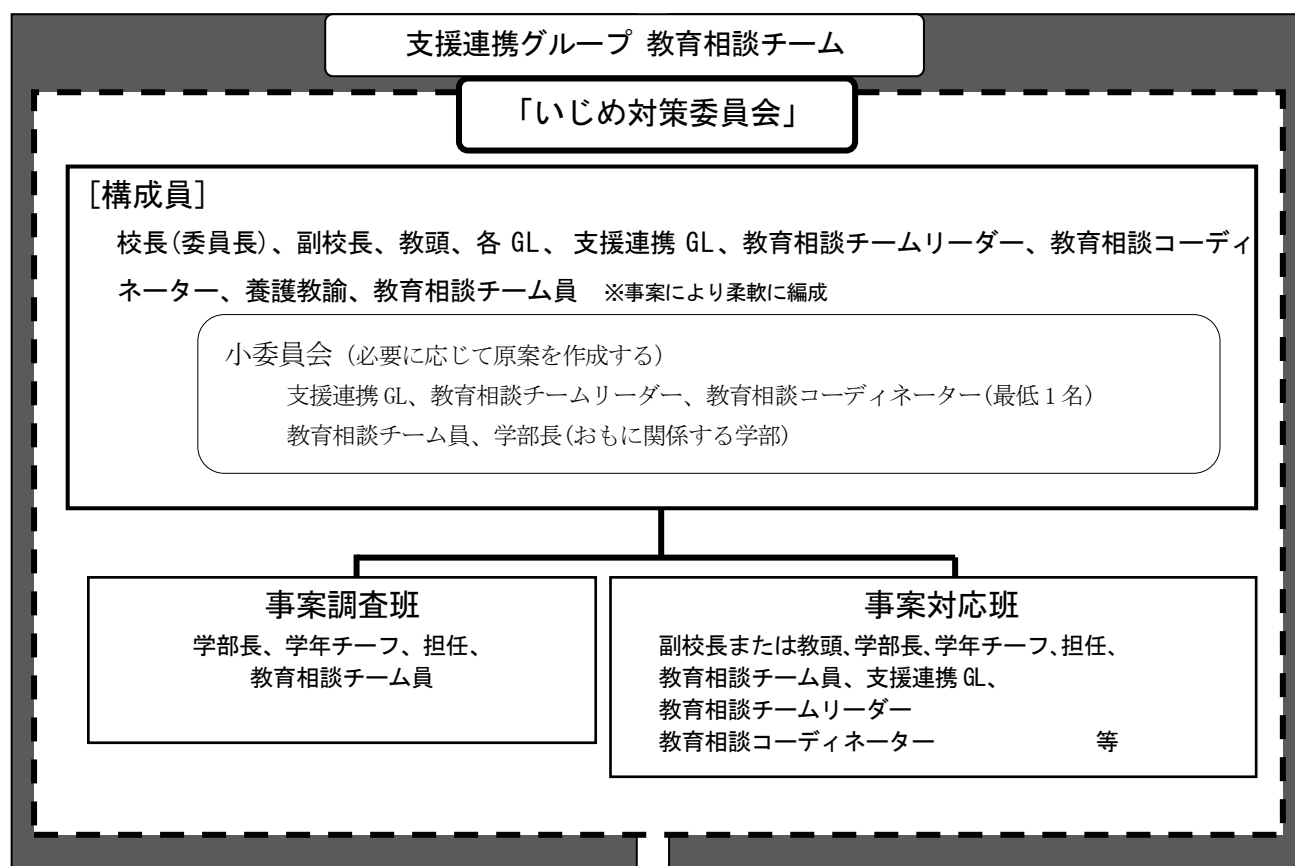 支援連携グループ 教育相談チーム
「いじめ対策委員会」
[構成員]
校長(委員長)、副校長、教頭、各 GL、 支援連携 GL、教育相談チームリーダー、教育相談コーディ
ネーター、養護教諭、教育相談チーム員 ※事案により柔軟に編成
小委員会（必要に応じて原案を作成する）
支援連携 GL、教育相談チームリーダー、教育相談コーディネーター(最低１名)
教育相談チーム員、学部長(おもに関係する学部)
事案調査班
学部長、学年チーフ、担任、
教育相談チーム員
事案対応班
副校長または教頭､学部長､学年チーフ､担任、
教育相談チーム員、支援連携 GL、
教育相談チームリーダー
教育相談コーディネーター 等